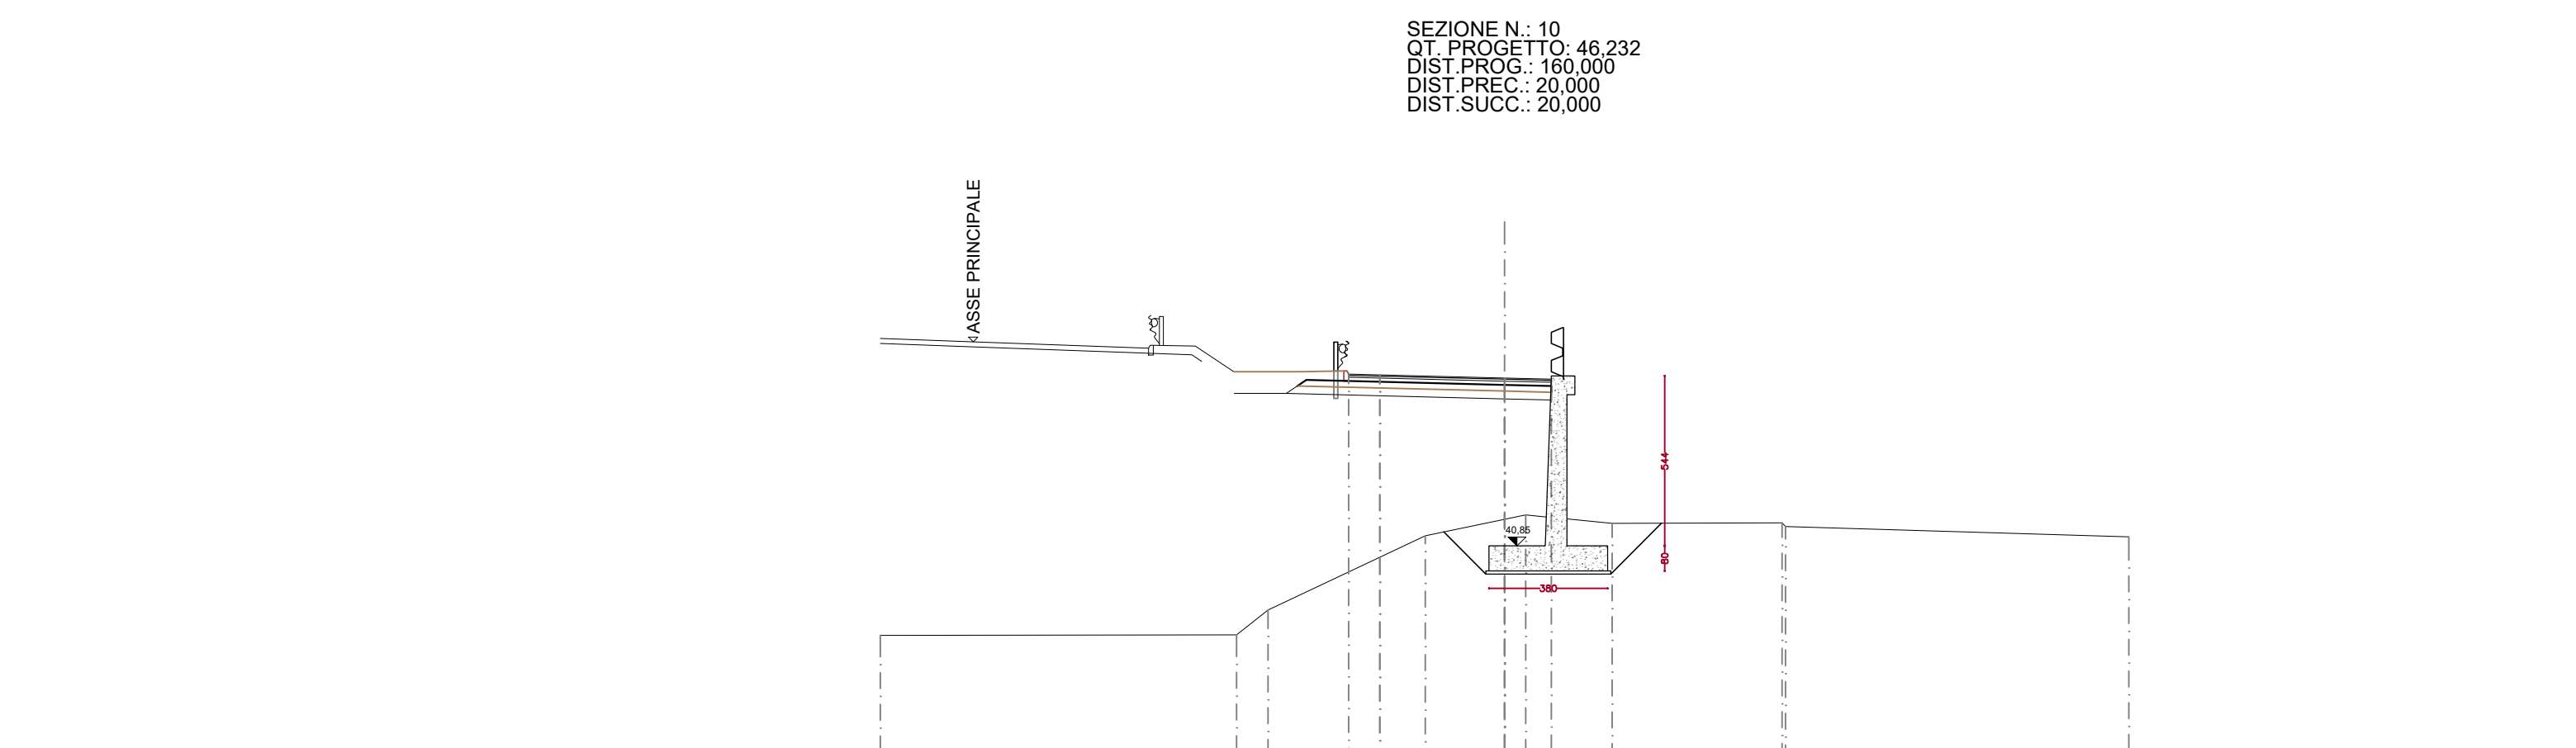 SEZIONE N.: 10
QT. PROGETTO: 46,232
DIST.PROG.: 160,000
DIST.PREC.: 20,000
DIST.SUCC.: 20,000
ASSE PRINCIPALE
544
40,85
80
380